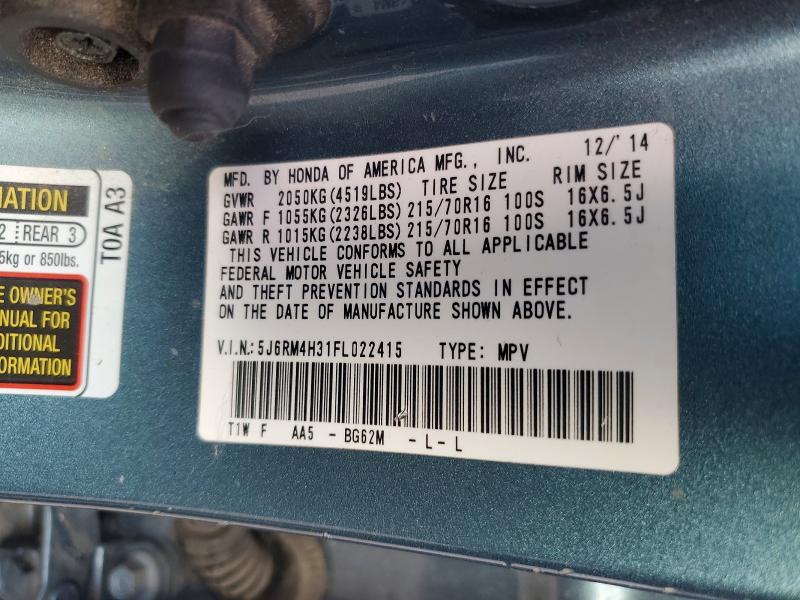 MFD. BY HONDA OF AMERICA MFG., INC. 12/'14
GVWR 2050KG(4519LBS) TIRE SIZE RIM SIZE
GAWR F 1055KG(2326LBS) 215/70R16 100S 16X6.5J
GAWR R 1015KG(2238LBS) 215/70R16 100S 16X6.5J
THIS VEHICLE CONFORMS TO ALL APPLICABLE
FEDERAL MOTOR VEHICLE SAFETY
AND THEFT PREVENTION STANDARDS IN EFFECT
ON THE DATE OF MANUFACTURE SHOWN ABOVE.
V.I.N.: 5J6RM4H31FL022415 TYPE: MPV
T1W F AA5 - BG62M - L - L
MATION
2 REAR 3
5kg or 850lbs.
E OWNER'S
NUAL FOR
DITIONAL
FORMATION
T0A A3